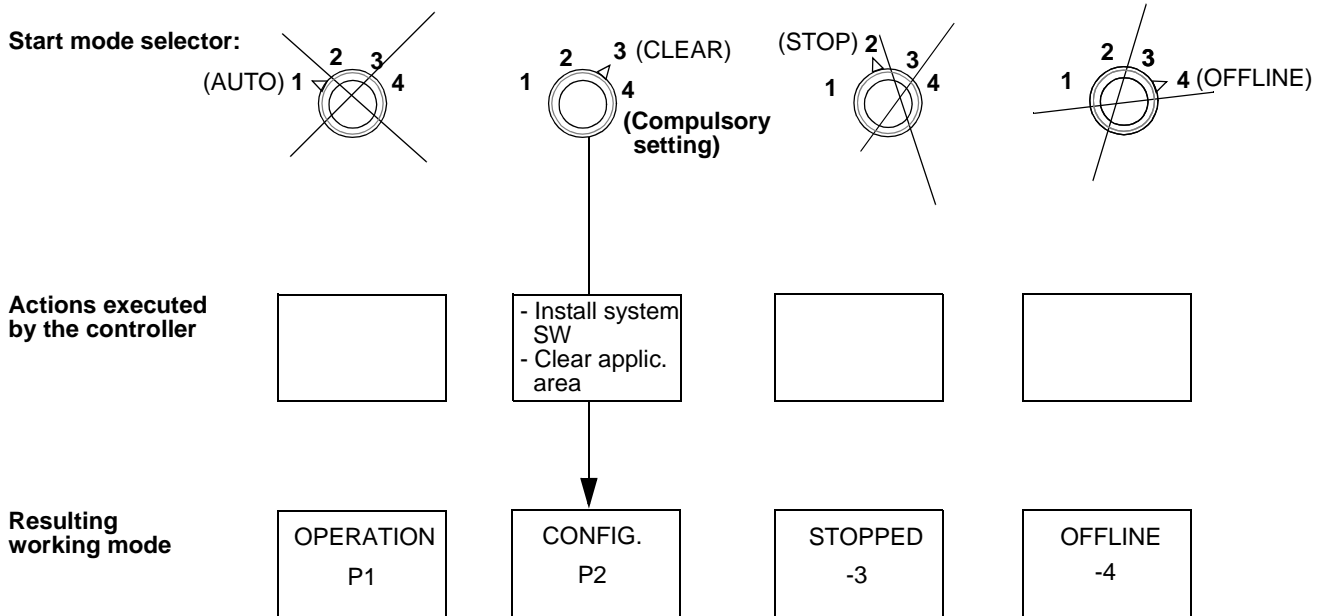 Start mode selector:
(AUTO) 1 2 3 4
1 2 3 (CLEAR) 4
(Compulsory
setting)
(STOP) 2
1 3 4
1 2 3 4 (OFFLINE)
Actions executed
by the controller
- Install system
SW
- Clear applic.
area
Resulting
working mode
OPERATION
P1
CONFIG.
P2
STOPPED
-3
OFFLINE
-4